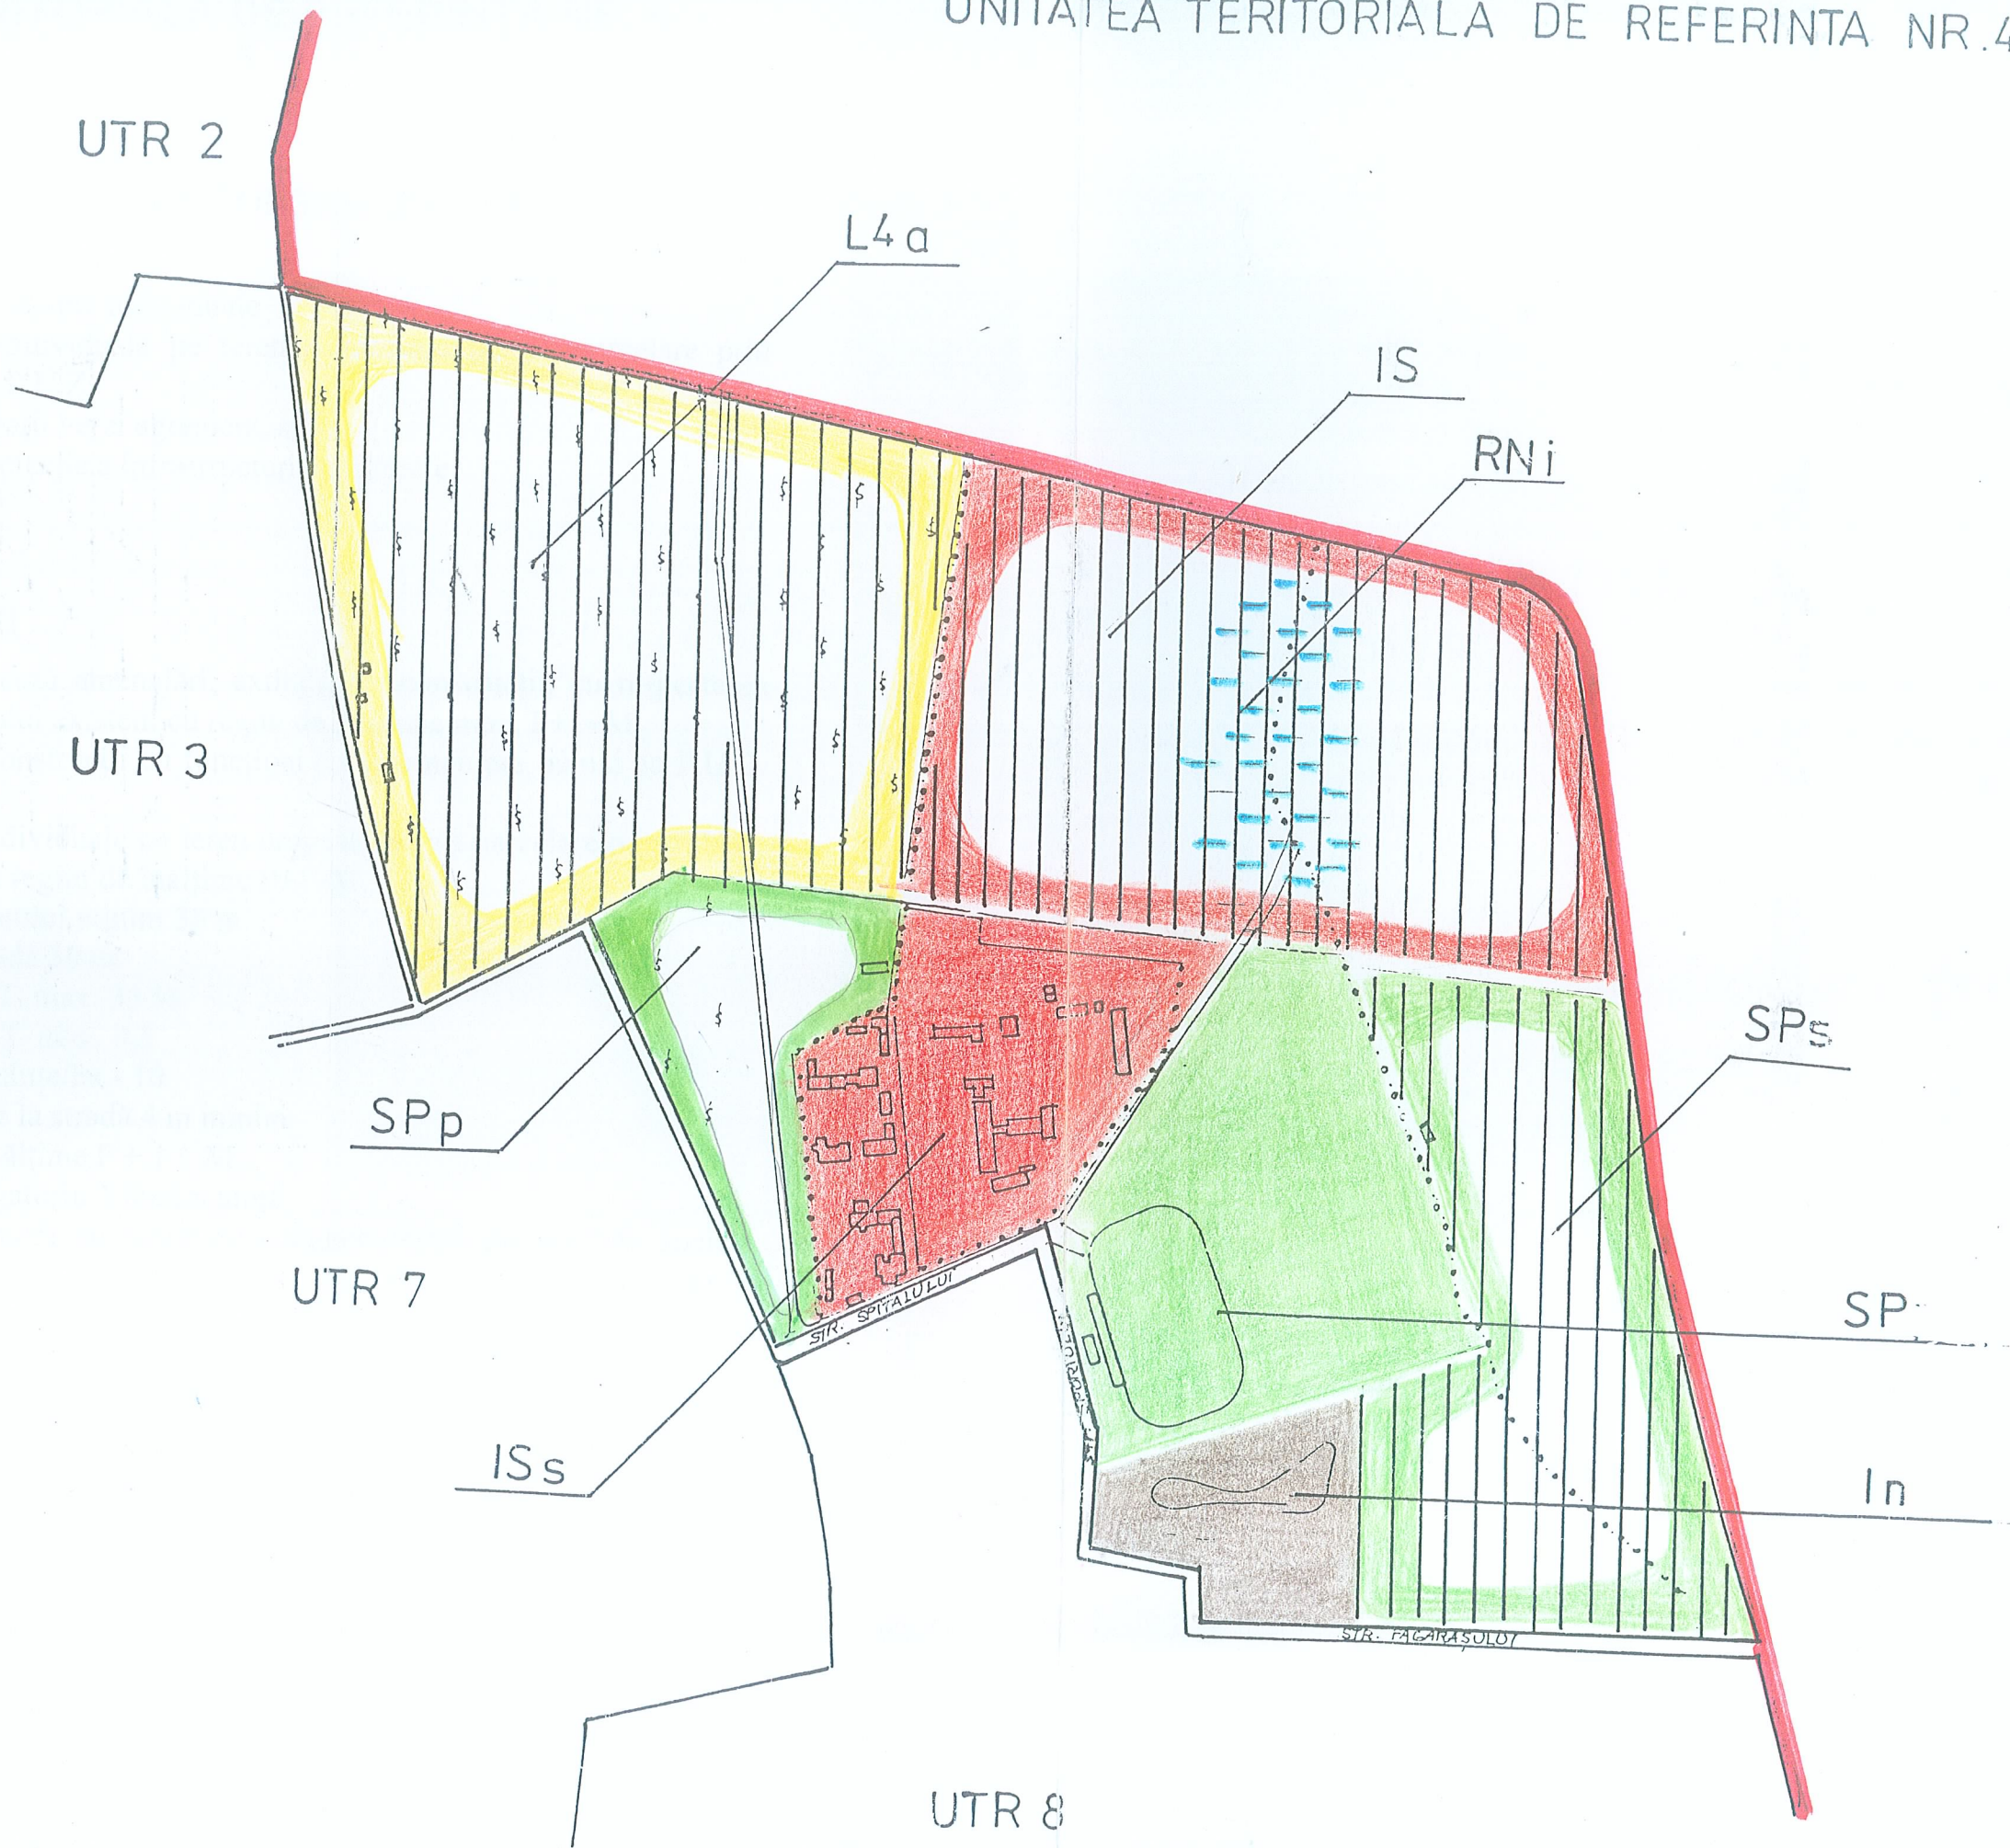 UNITATEA TERITORIALA DE REFERINTA NR.4
UTR 2
L4a
IS
RNi
UTR 3
SPs
SPp
UTR 7
STR. SPITALULUI
SP
ISs
In
STR. FAGARAȘULUI
UTR 8